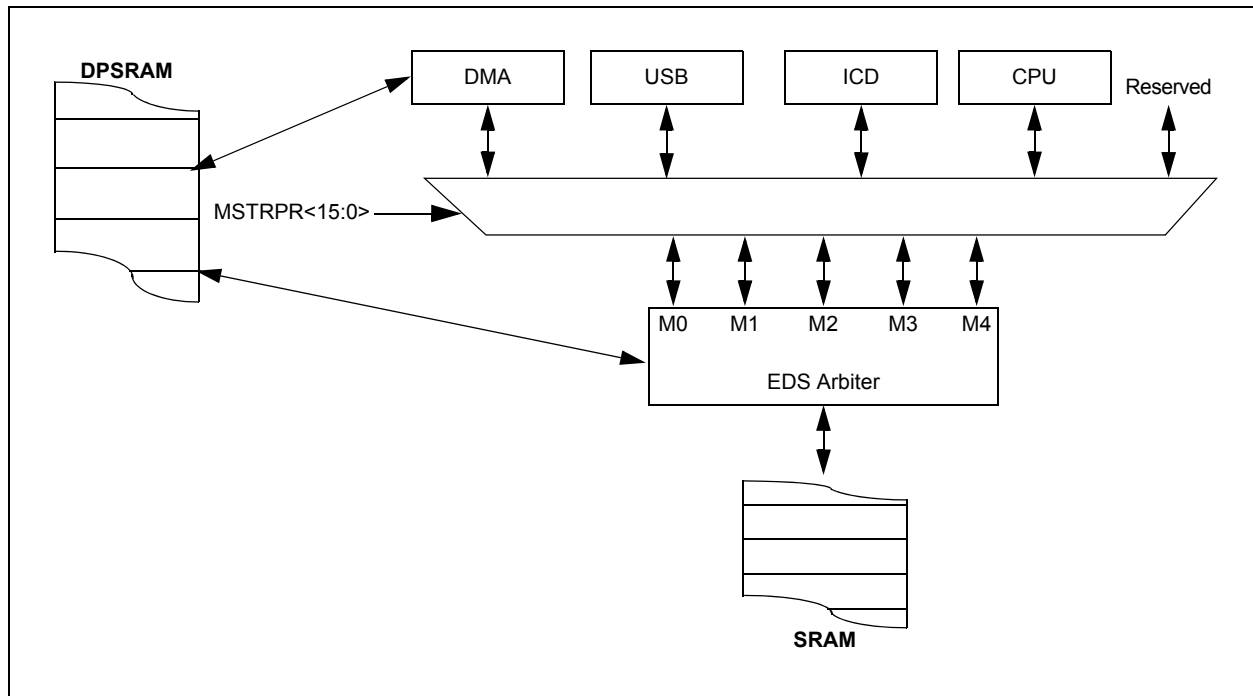 DPSRAM
DMA
USB
ICD
CPU
Reserved
MSTRPR<15:0>
M0
M1
M2
M3
M4
EDS Arbiter
SRAM